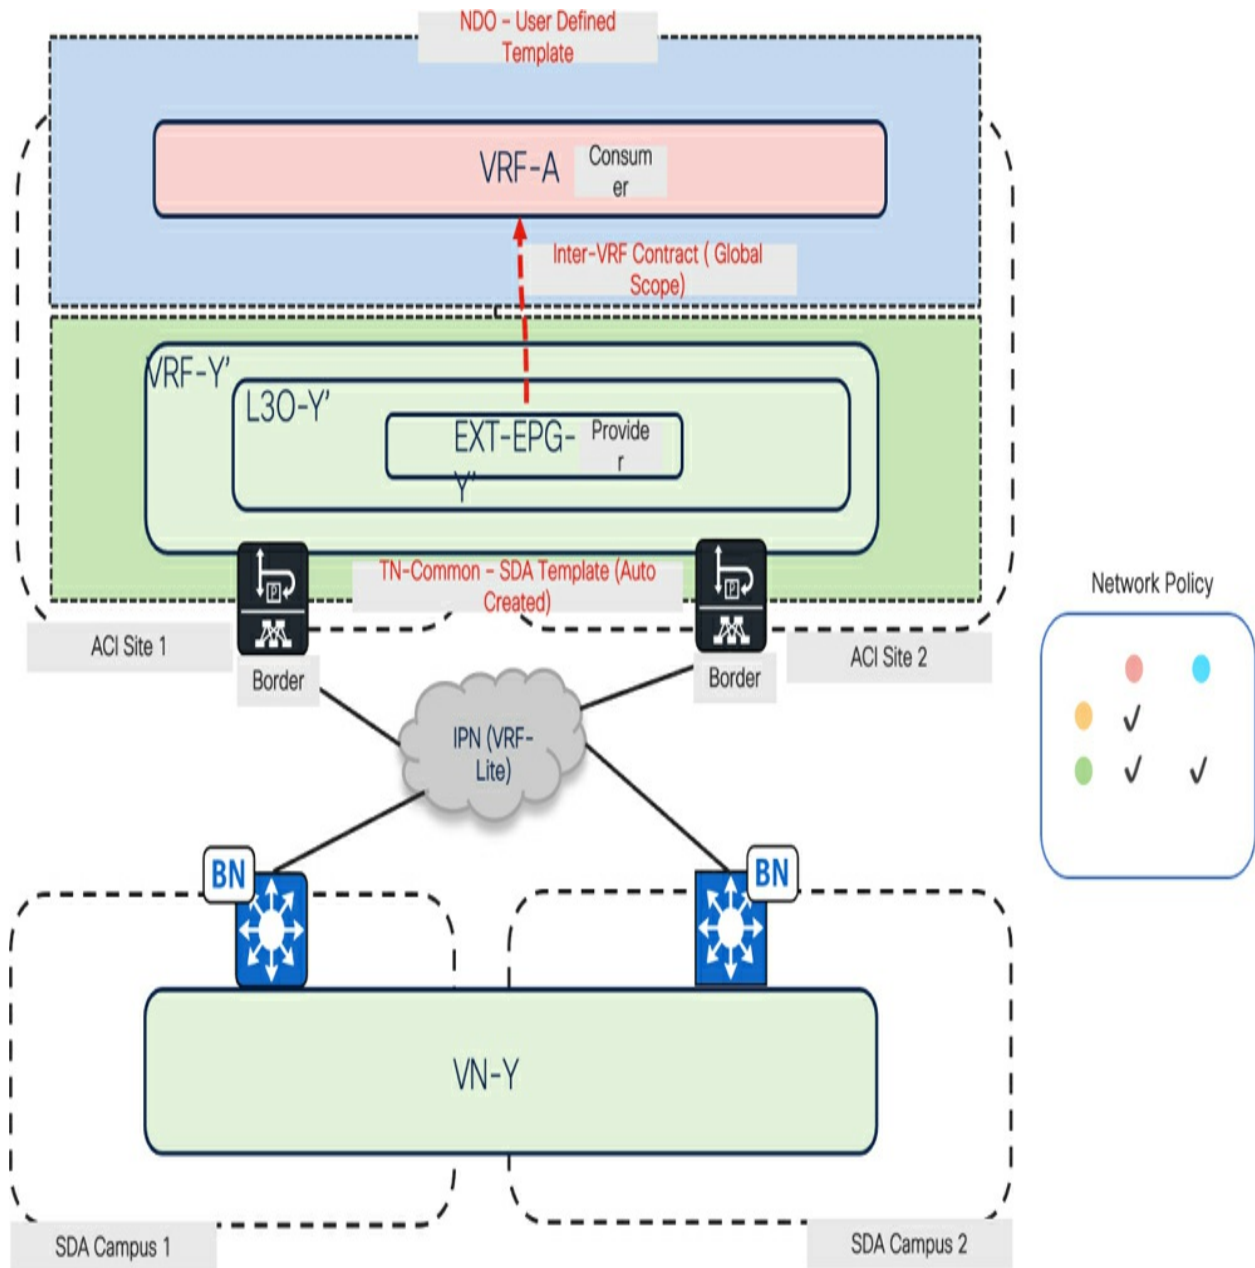 NDO - User Defined
Template
VRF-A
Consum
er
Inter-VRF Contract ( Global
Scope)
VRF-Y'
L3O-Y'
EXT-EPG-
Y'
Provide
r
TN-Common - SDA Template (Auto
Created)
P
P
ACI Site 1
Border
Border
ACI Site 2
Network Policy
IPN (VRF-
Lite)
BN
BN
VN-Y
SDA Campus 1
SDA Campus 2